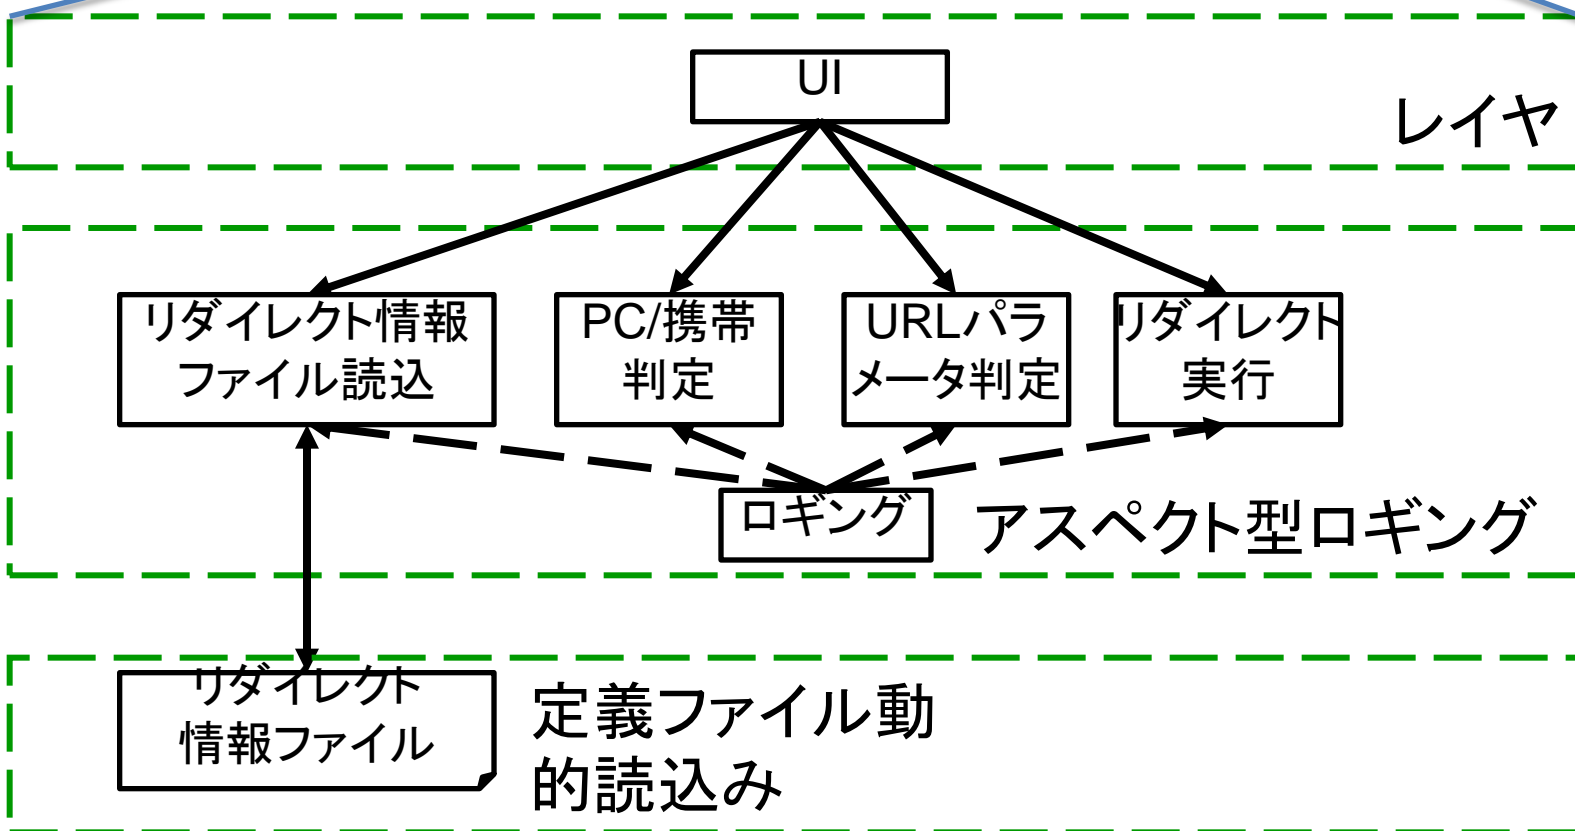 UI
レイヤ
リダイレクト情報
ファイル読込
PC/携帯
判定
URLパラ
メータ判定
リダイレクト
実行
ロギング
アスペクト型ロギング
リダイレクト
情報ファイル
定義ファイル動
的読込み